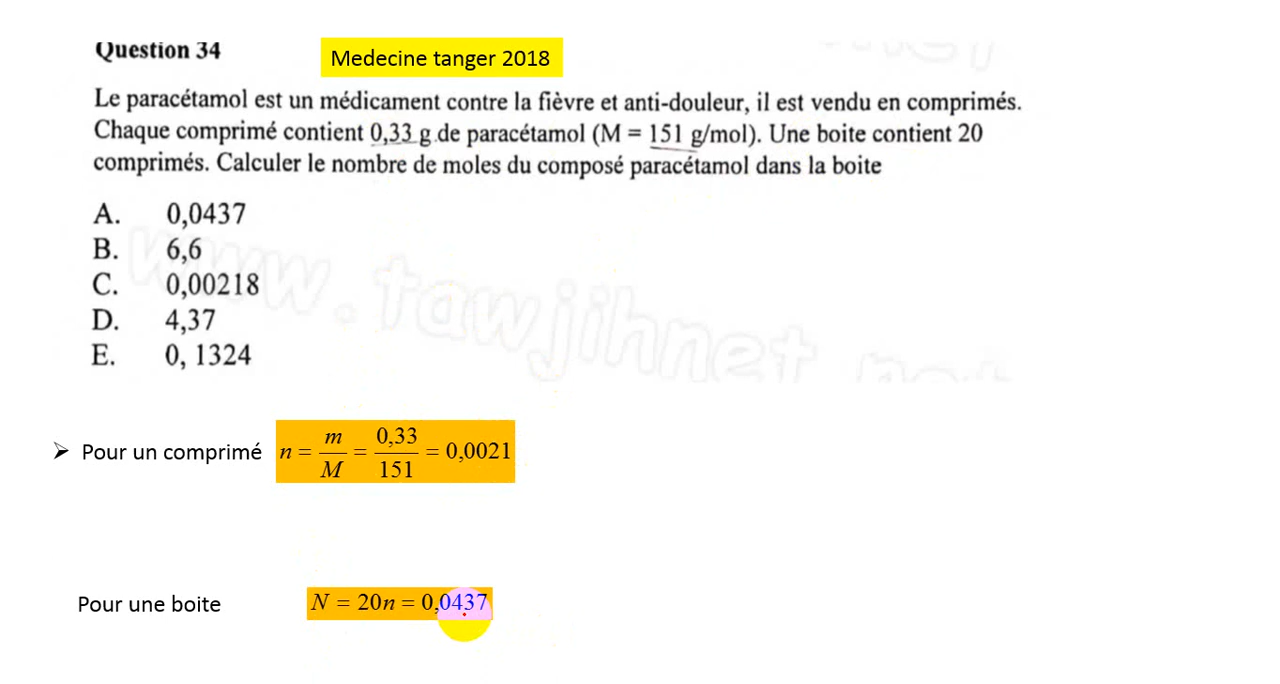 Question 34
Medecine tanger 2018
Le paracétamol est un médicament contre la fièvre et anti-douleur, il est vendu en comprimés.
Chaque comprimé contient 0,33 g de paracétamol (M = 151 g/mol). Une boite contient 20
comprimés. Calculer le nombre de moles du composé paracétamol dans la boite
A. 0,0437
B. 6,6
C. 0,00218
D. 4,37
E. 0, 1324
www.tawjihnet.net
➢ Pour un comprimé n = m/M = 0,33/151 = 0,0021
Pour une boite N = 20n = 0,0437